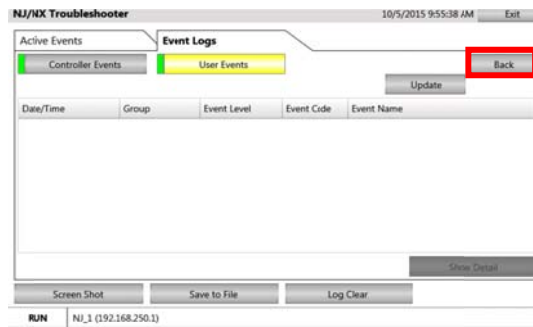 NJ/NX Troubleshooter 10/5/2015 9:55:38 AM Exit
Active Events Event Logs
Controller Events User Events Back
Update
Date/Time Group Event Level Event Code Event Name
Show Detail
Screen Shot Save to File Log Clear
RUN NJ_1 (192.168.250.1)